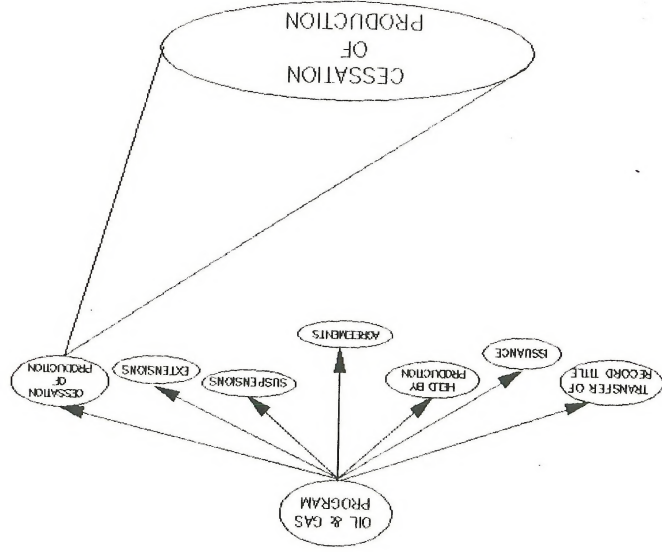 OIL & GAS
PROGRAM
TRANSFER OF
RECORD TITLE
ISSUANCE
HELD BY
PRODUCTION
AGREEMENTS
SUSPENSIONS
EXTENSIONS
CESSATION
OF
PRODUCTION
CESSATION
OF
PRODUCTION